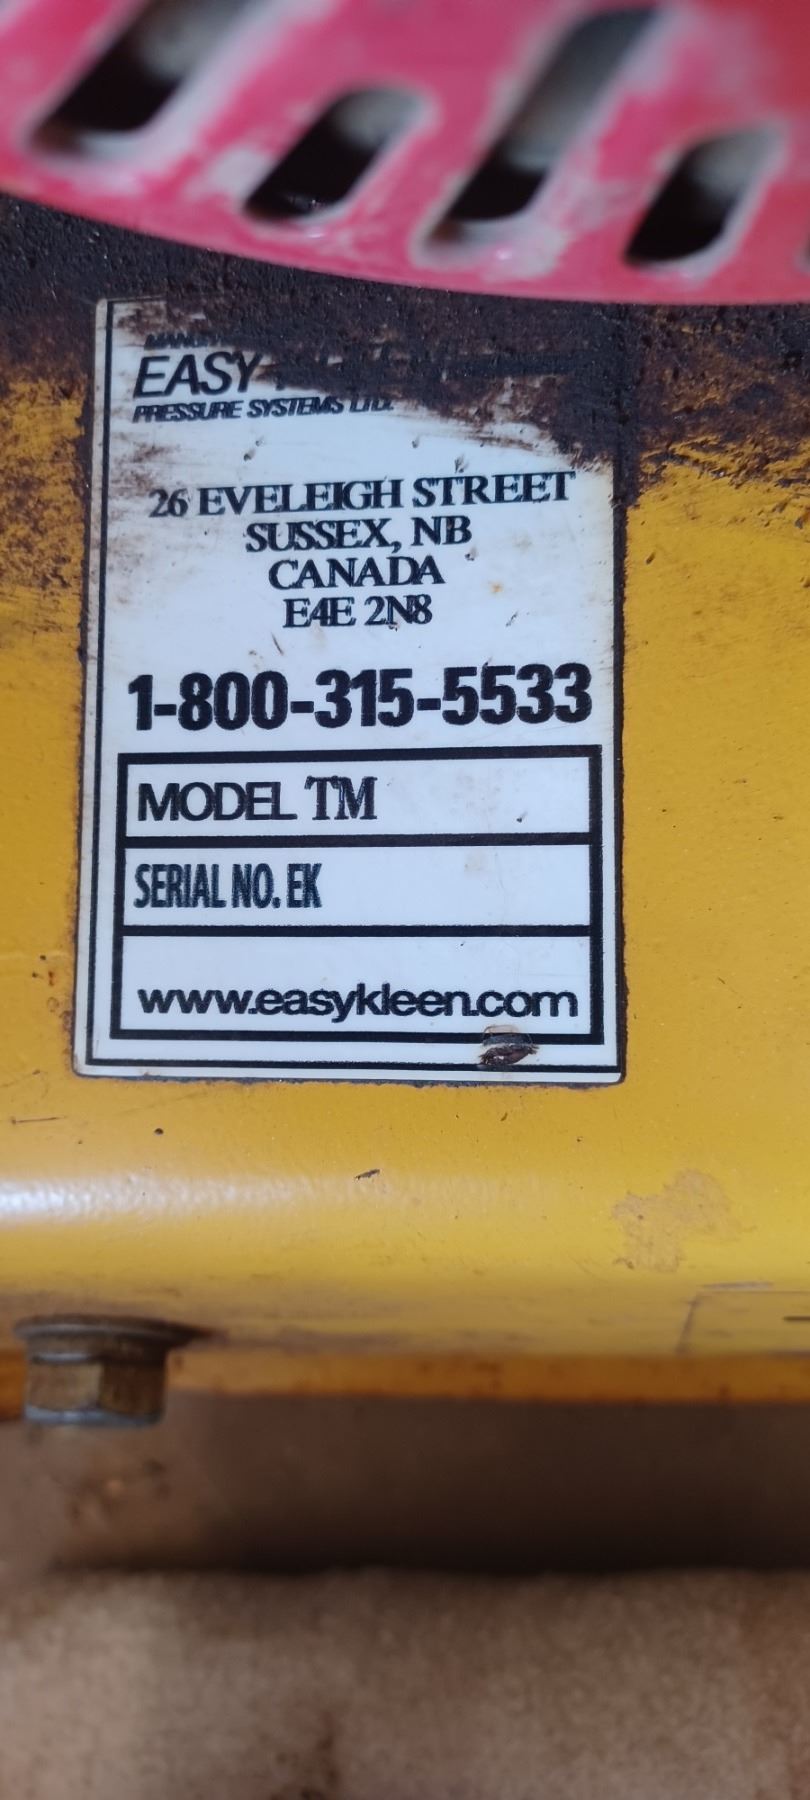 EASY
PRESSURE SYSTEMS LTD.
26 EVELEIGH STREET
SUSSEX, NB
CANADA
E4E 2N8
1-800-315-5533
MODEL TM
SERIAL NO. EK
www.easykleen.com